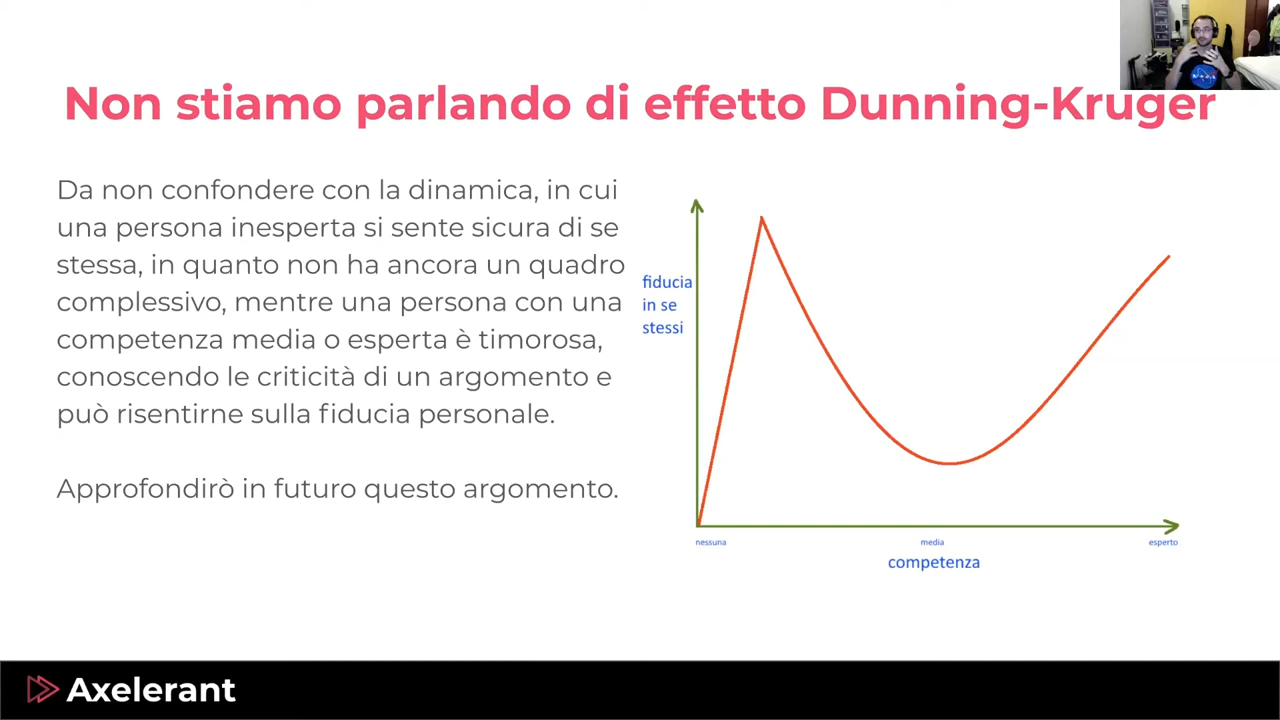 Non stiamo parlando di effetto Dunning-Kruger
Da non confondere con la dinamica, in cui
una persona inesperta si sente sicura di se
stessa, in quanto non ha ancora un quadro
complessivo, mentre una persona con una
competenza media o esperta è timorosa,
conoscendo le criticità di un argomento e
può risentirne sulla fiducia personale.
Approfondirò in futuro questo argomento.
fiducia
in se
stessi
nessuna
media
esperto
competenza
Axelerant